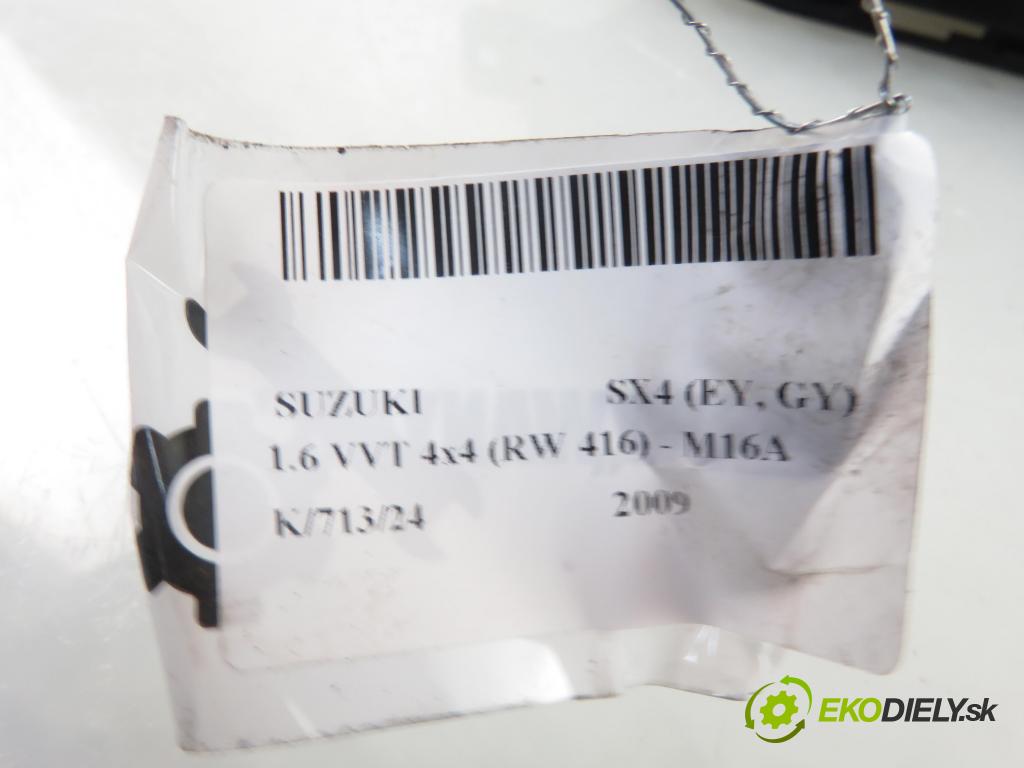 SUZUKI SX4 (EY, GY)
1.6 VVT 4x4 (RW 416) - M16A
K/713/24 2009
EKODIELY.sk